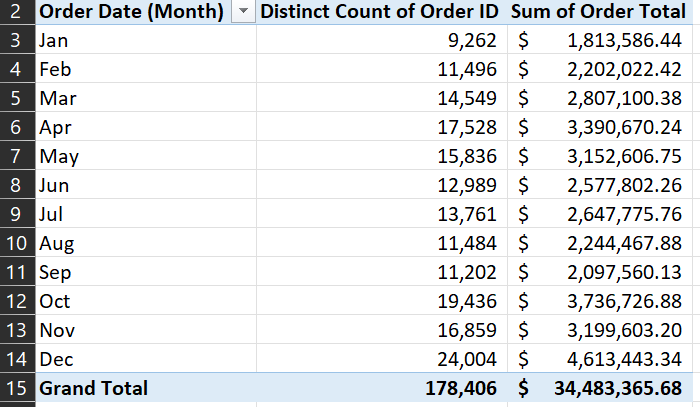 2 Order Date (Month) Distinct Count of Order ID Sum of Order Total
3 Jan 9,262 $ 1,813,586.44
4 Feb 11,496 $ 2,202,022.42
5 Mar 14,549 $ 2,807,100.38
6 Apr 17,528 $ 3,390,670.24
7 May 15,836 $ 3,152,606.75
8 Jun 12,989 $ 2,577,802.26
9 Jul 13,761 $ 2,647,775.76
10 Aug 11,484 $ 2,244,467.88
11 Sep 11,202 $ 2,097,560.13
12 Oct 19,436 $ 3,736,726.88
13 Nov 16,859 $ 3,199,603.20
14 Dec 24,004 $ 4,613,443.34
15 Grand Total 178,406 $ 34,483,365.68